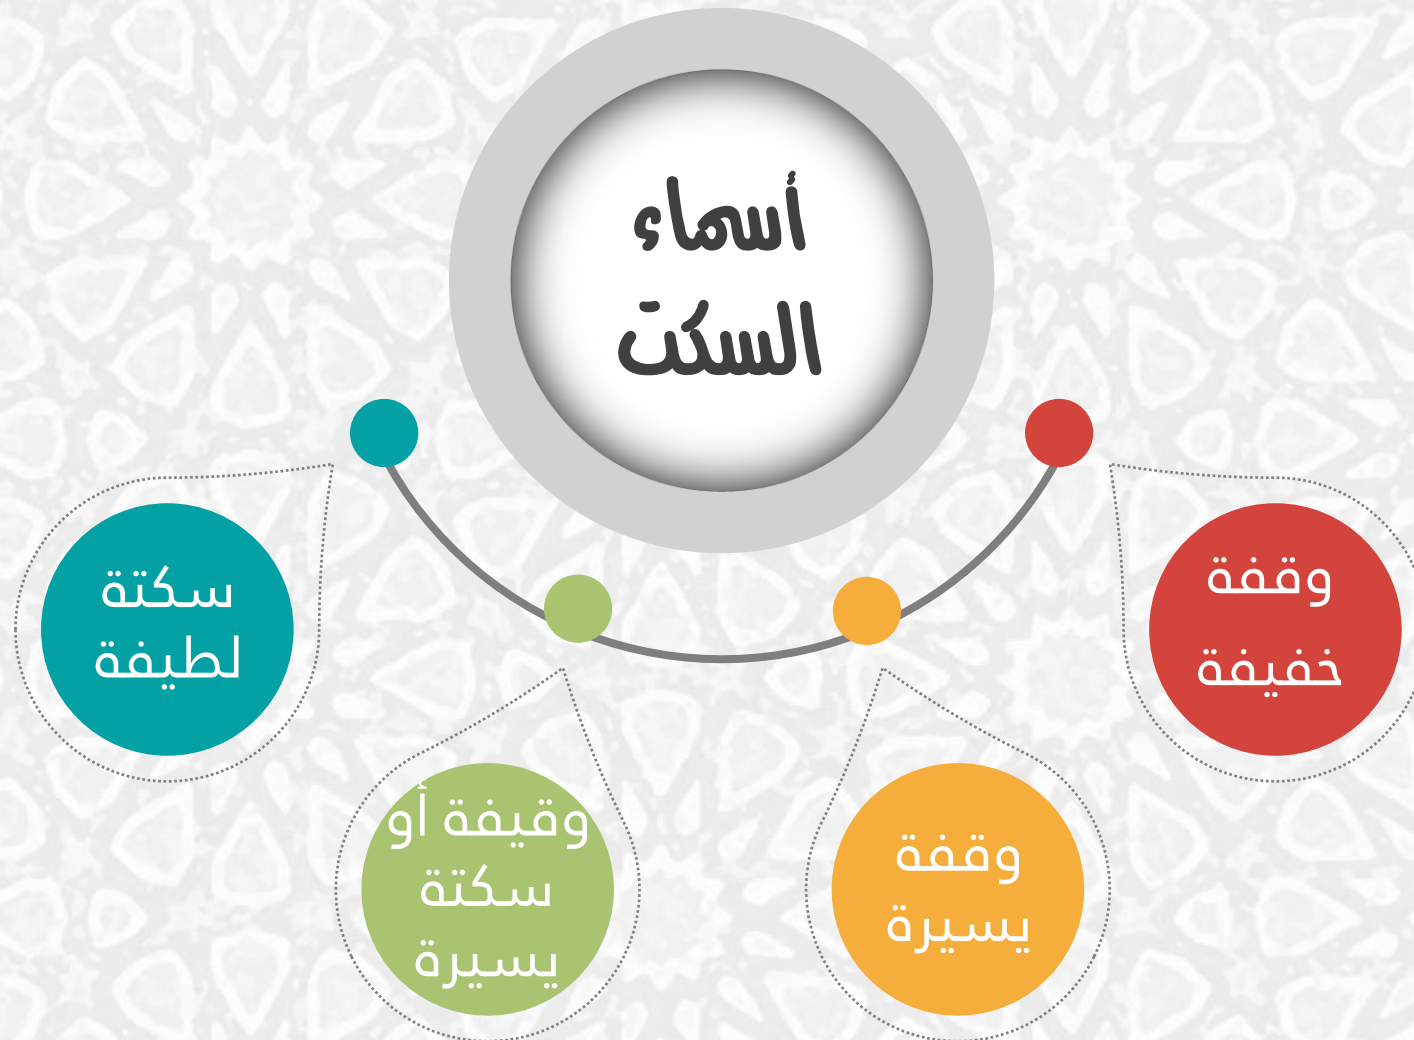 أسماء
السكت
وقفة
خفيفة
وقفة
يسيرة
وقيفة أو
سكتة
يسيرة
سكتة
لطيفة